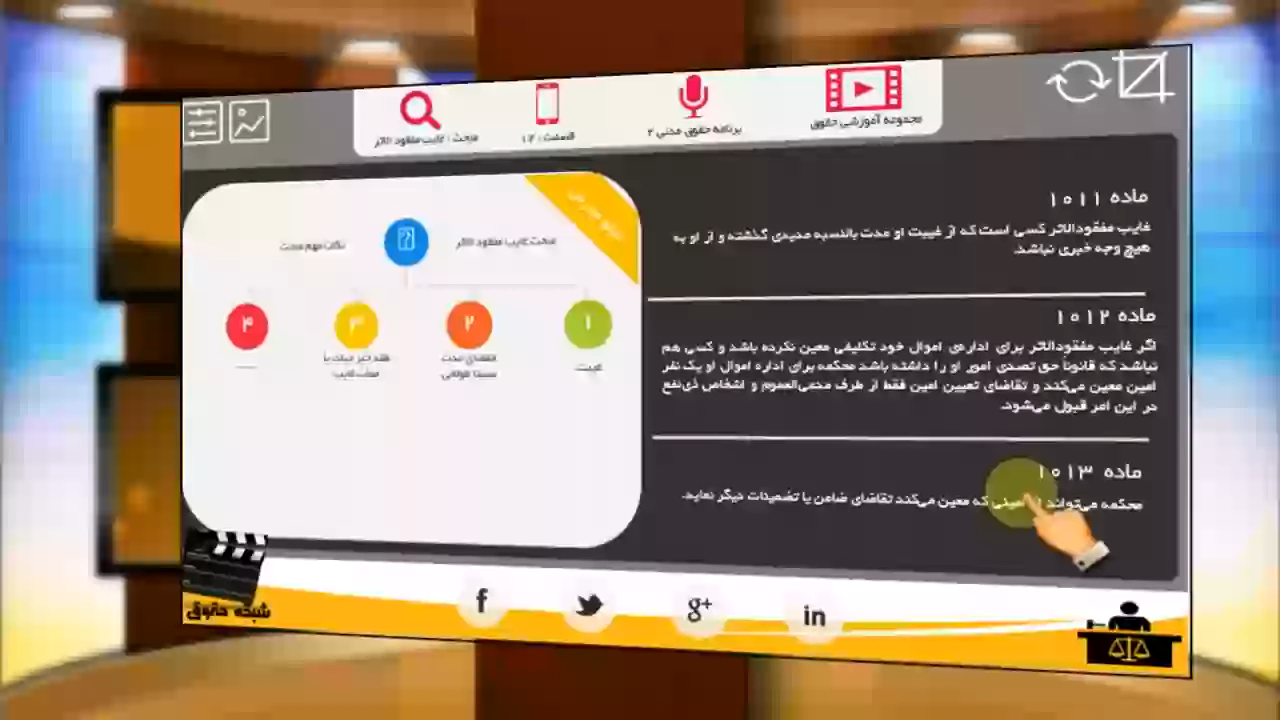 مجموعه آموزشی حقوق
برنامه حقوق مدنی ۲
قسمت : ۱۲
مبحث : غایب مفقود الاثر
ماده ۱۰۱۱
غایب مفقودالاثر کسی است که از غیبت او مدت بالنسبه مدیدی گذشته و از او به
هیچ وجه خبری نباشد.
ماده ۱۰۱۲
اگر غایب مفقودالاثر برای اداره‌ی اموال خود تکلیفی معین نکرده باشد و کسی هم
نباشد که قانوناً حق تصدی امور او را داشته باشد محکمه برای اداره اموال او یک نفر
امین معین می‌کند و تقاضای تعیین امین فقط از طرف مدعی‌العموم و اشخاص ذی‌نفع
در این امر قبول می‌شود.
ماده ۱۰۱۳
محکمه می‌تواند از امینی که معین می‌کند تقاضای ضامن یا تضمینات دیگر نماید.
مبحث غایب مفقود الاثر
نکات مهم مبحث
۱
۲
۳
۴
غیبت
انقضای مدت
نسبتا طولانی
شبکه حقوق
f
g+
in